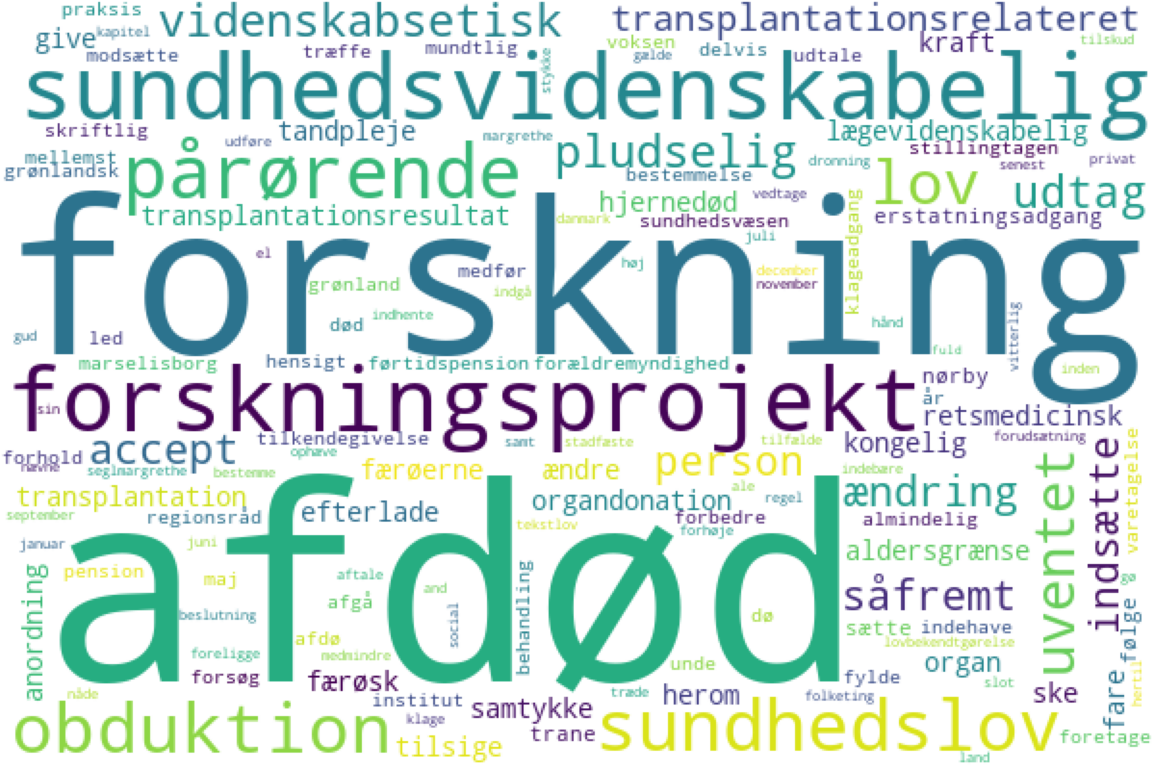 praksis
kapitel
videnskabsetisk
transplantationsrelateret
give
modsætte
træffe
mundtlig
stykke
voksen
gælde
delvis
udtale
kraft
tilskud
sundhedsvidenskabelig
skriftlig
udføre
tandpleje
margrethe
pludselig
lægevidenskabelig
stillingtagen
mellemst
grønlandsk
pårørende
bestemmelse
dronning
senest
privat
lov
udtag
transplantationsresultat
hjernedød
vedtage
danmark
sundhedsvæsen
erstatningsadgang
klageadgang
forskning
el
juli
høj
medfør
december
november
grønland
indgå
indhente
død
hånd
vitterlig
gud
led
fuld
marselisborg
hensigt
førtidspension
forældremyndighed
inden
forskningsprojekt
sin
nørby
år
retsmedicinsk
forudsætning
forhold
nævne
accept
tilkendegivelse
ophæve
samt
stadfæste
tilfælde
kongelig
seglmargrethe
bestemme
færøerne
ændre
person
indebære
transplantation
september
regionsråd
efterlade
organdonation
ale
regel
ændring
tekstlov
forbedre
forhøje
almindelig
uventet
indsætte
varetagelse
afdød
januar
juni
pension
maj
anordning
beslutning
aftale
afgå
and
social
behandling
afdø
medmindre
foreligge
dø
unde
aldersgrænse
såfremt
sætte
indehave
lovbekendtgørelse
organ
gø
følge
nåde
forsøg
færøsk
institut
klage
samtykke
trane
træde
herom
folketing
fylde
slot
ske
fare
hertil
obduktion
tilsige
sundhedslov
foretage
land